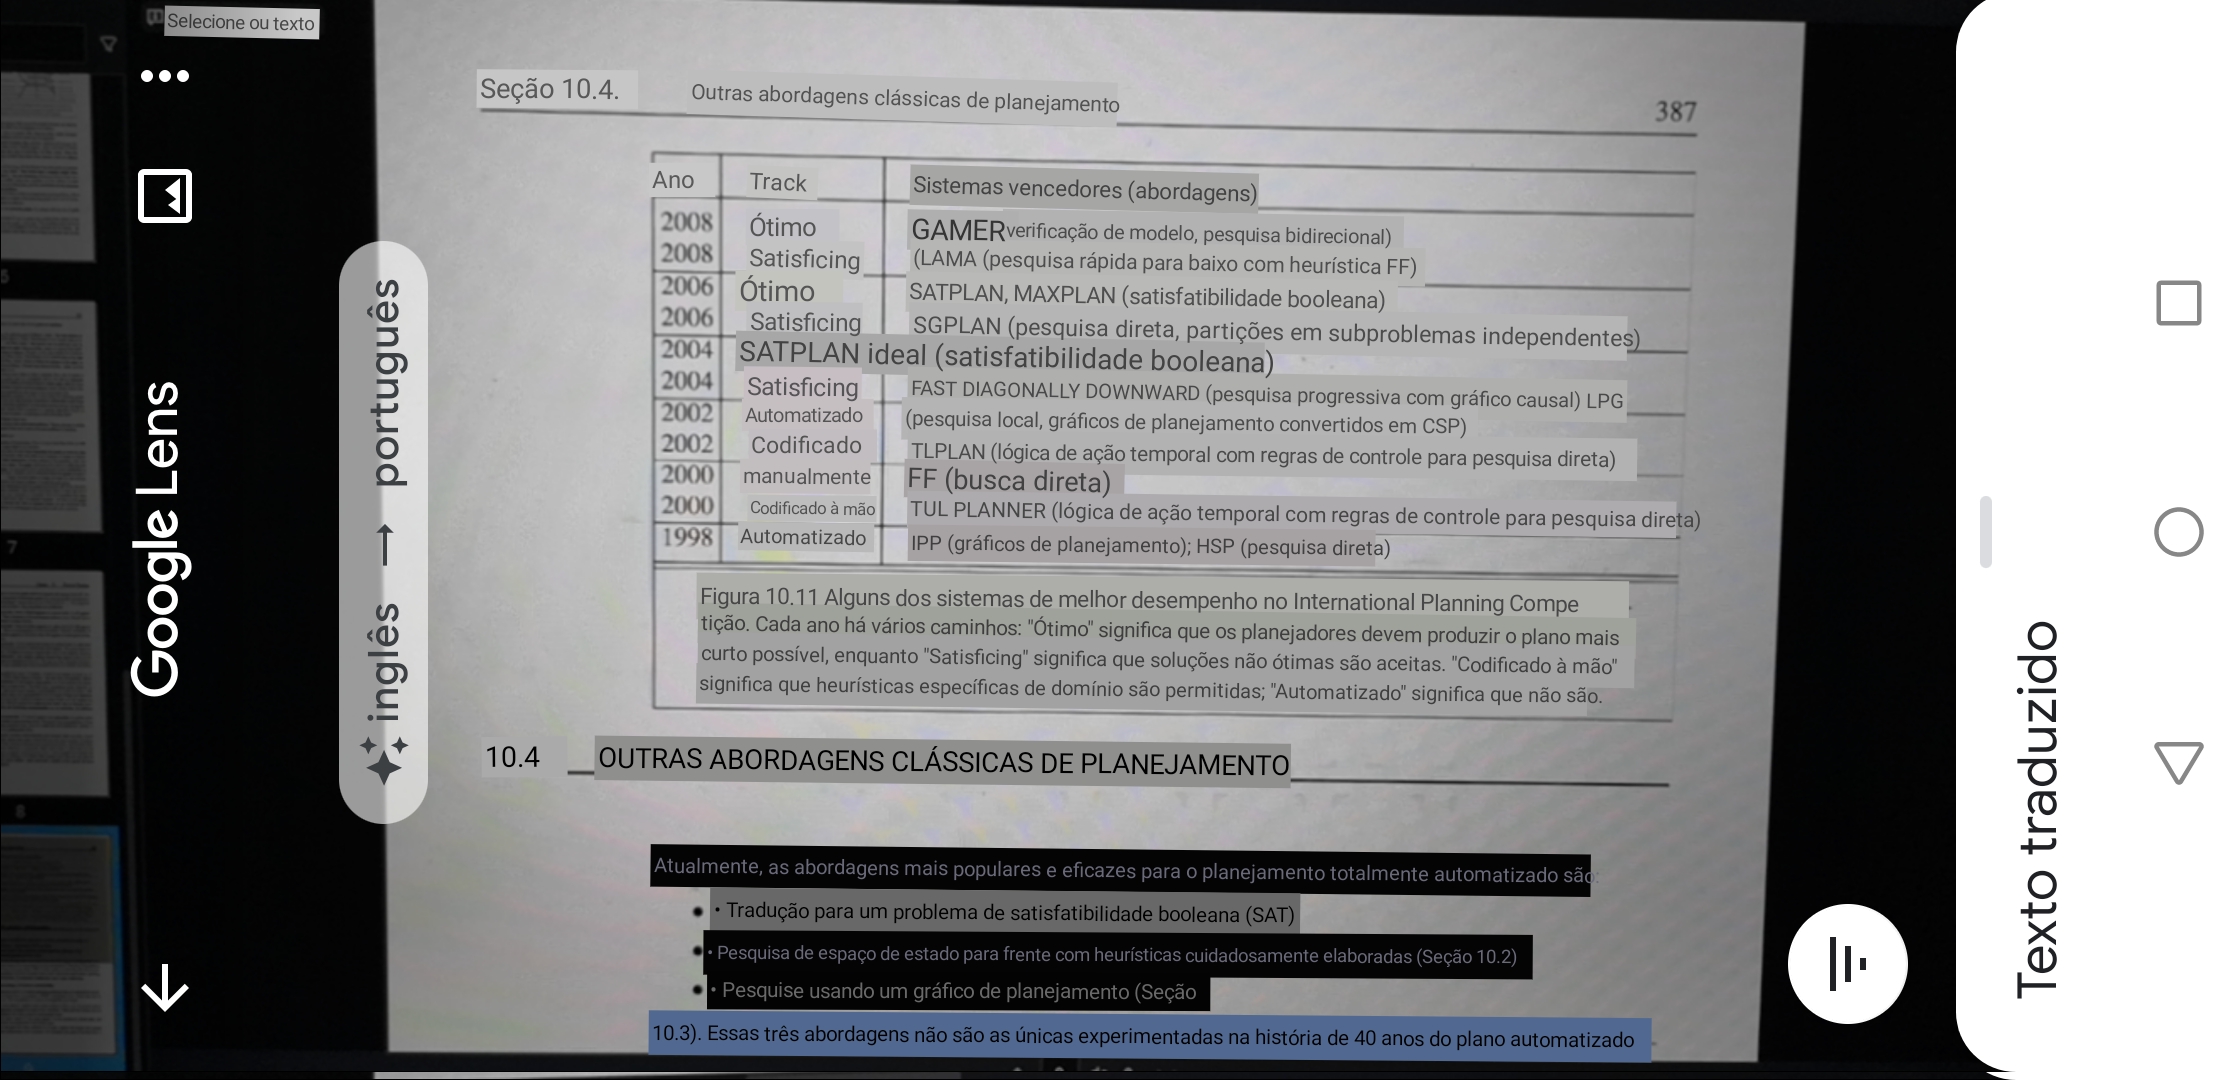 Selecione ou texto
Google Lens
inglês → português
Texto traduzido
Seção 10.4. Outras abordagens clássicas de planejamento 387
Ano Track Sistemas vencedores (abordagens)
2008 Ótimo GAMER verificação de modelo, pesquisa bidirecional)
2008 Satisficing (LAMA (pesquisa rápida para baixo com heurística FF)
2006 Ótimo SATPLAN, MAXPLAN (satisfatibilidade booleana)
2006 Satisficing SGPLAN (pesquisa direta, partições em subproblemas independentes)
2004 SATPLAN ideal (satisfatibilidade booleana)
2004 Satisficing FAST DIAGONALLY DOWNWARD (pesquisa progressiva com gráfico causal) LPG
2002 Automatizado (pesquisa local, gráficos de planejamento convertidos em CSP)
2002 Codificado TLPLAN (lógica de ação temporal com regras de controle para pesquisa direta)
2000 manualmente FF (busca direta)
2000 Codificado à mão TUL PLANNER (lógica de ação temporal com regras de controle para pesquisa direta)
1998 Automatizado IPP (gráficos de planejamento); HSP (pesquisa direta)
Figura 10.11 Alguns dos sistemas de melhor desempenho no International Planning Compe
tição. Cada ano há vários caminhos: "Ótimo" significa que os planejadores devem produzir o plano mais
curto possível, enquanto "Satisficing" significa que soluções não ótimas são aceitas. "Codificado à mão"
significa que heurísticas específicas de domínio são permitidas; "Automatizado" significa que não são.
10.4 OUTRAS ABORDAGENS CLÁSSICAS DE PLANEJAMENTO
Atualmente, as abordagens mais populares e eficazes para o planejamento totalmente automatizado são:
• Tradução para um problema de satisfatibilidade booleana (SAT)
• Pesquisa de espaço de estado para frente com heurísticas cuidadosamente elaboradas (Seção 10.2)
• Pesquise usando um gráfico de planejamento (Seção
10.3). Essas três abordagens não são as únicas experimentadas na história de 40 anos do plano automatizado
7
8